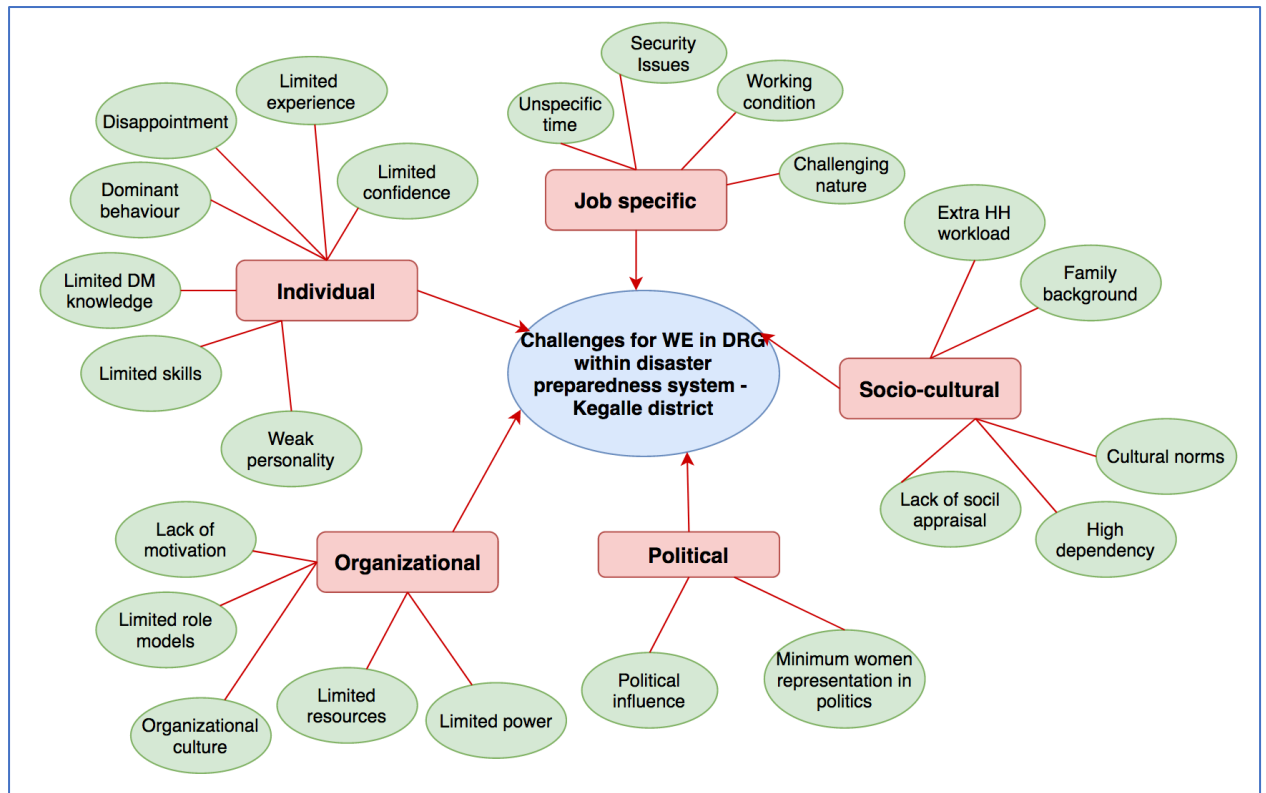 Security
Issues
Limited
experience
Working
condition
Unspecific
time
Disappointment
Challenging
nature
Limited
confidence
Dominant
behaviour
Job specific
Extra HH
workload
Family
background
Limited DM
knowledge
Individual
Challenges for WE in DRG
within disaster
preparedness system -
Kegalle district
Limited skills
Socio-cultural
Weak
personality
Cultural norms
Lack of socil
appraisal
High
dependency
Lack of
motivation
Organizational
Political
Limited role
models
Minimum women
representation in
politics
Political
influence
Limited
resources
Limited power
Organizational
culture